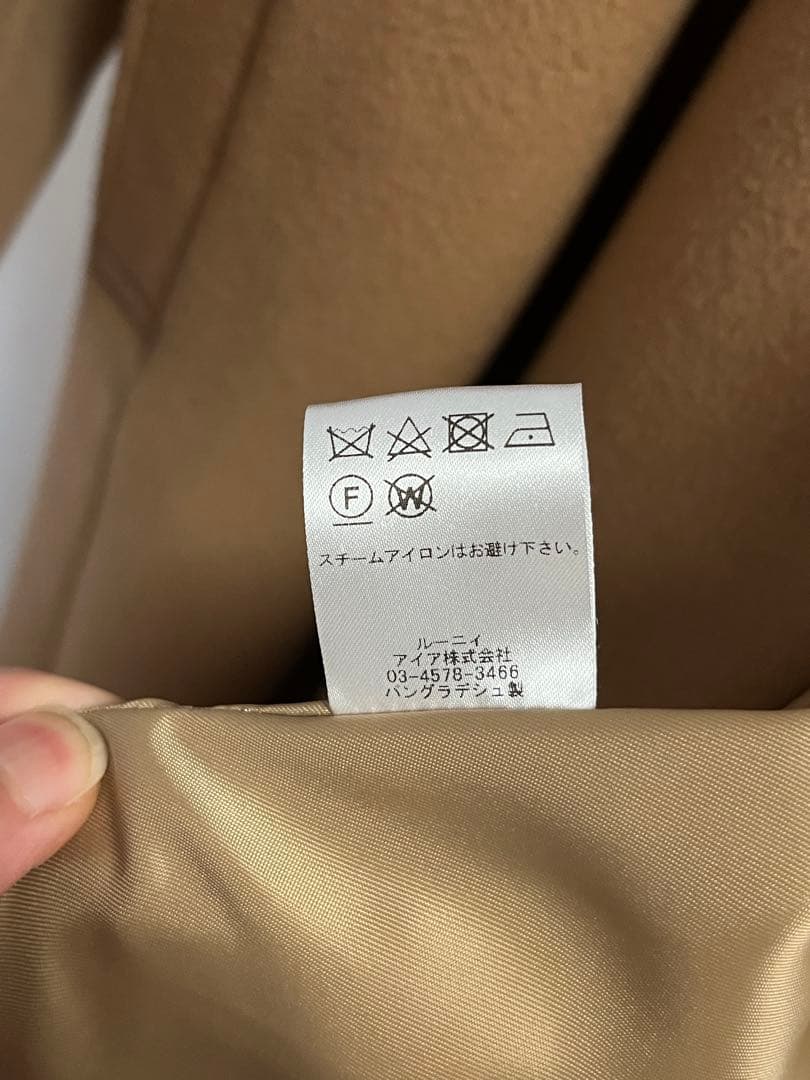 F W
スチームアイロンはお避け下さい。
ルーニィ
アイア株式会社
03-4578-3466
バングラデシュ製